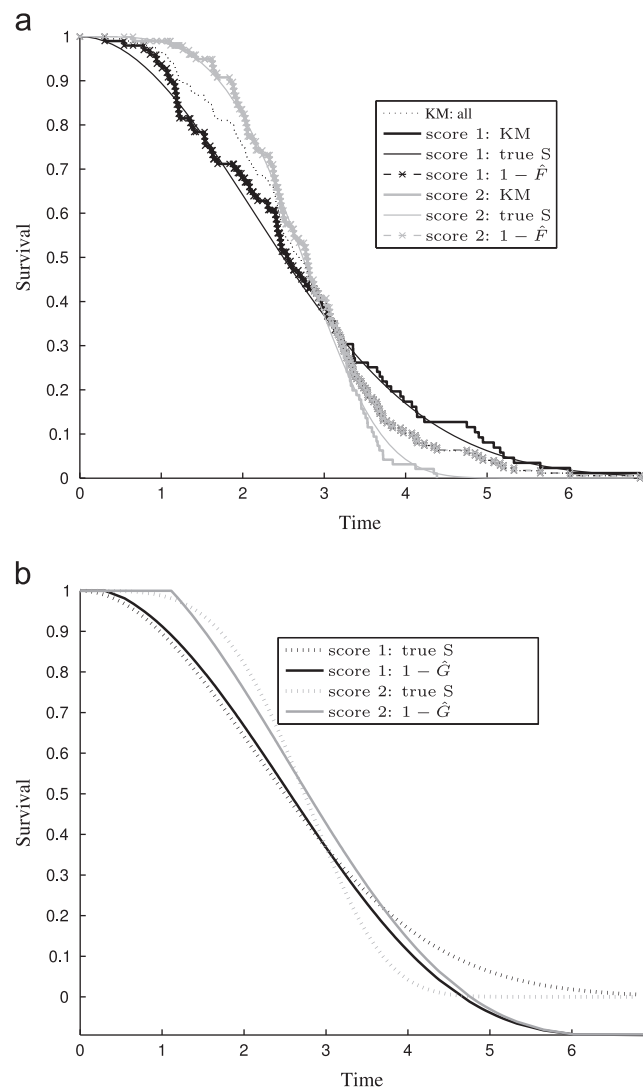 a
1
0.9
0.8
0.7
0.6
0.5
0.4
0.3
0.2
0.1
0
Survival
KM: all
score 1: KM
score 1: true S
score 1: 1 − F̂
score 2: KM
score 2: true S
score 2: 1 − F̂
0 1 2 3 4 5 6
Time
b
1
0.9
0.8
0.7
0.6
0.5
0.4
0.3
0.2
0.1
0
Survival
score 1: true S
score 1: 1 − Ĝ
score 2: true S
score 2: 1 − Ĝ
0 1 2 3 4 5 6
Time